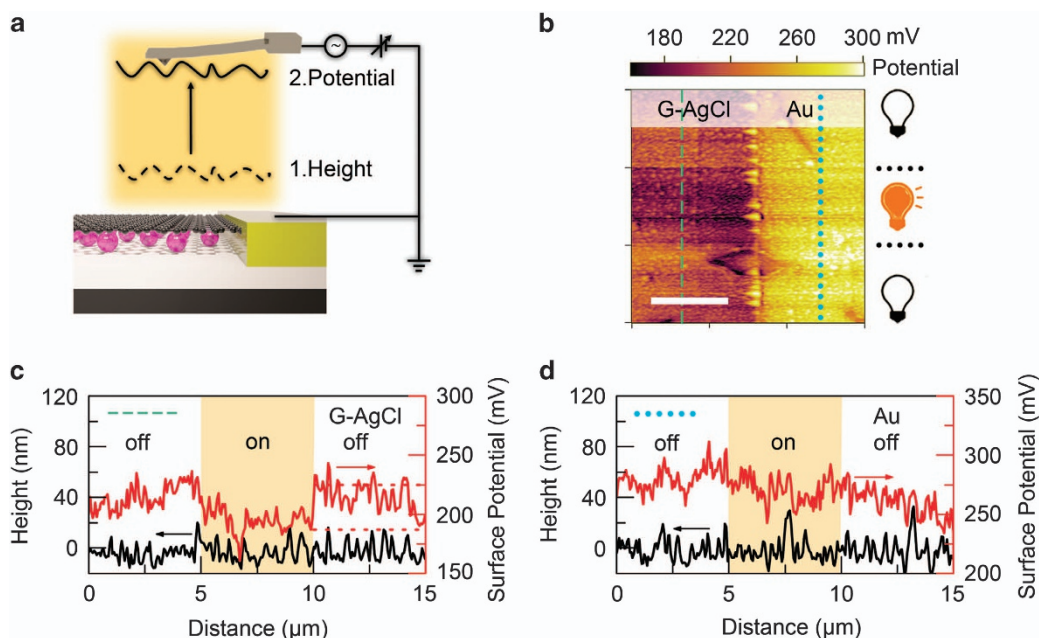 a
2.Potential
1.Height
b
180 220 260 300 mV
Potential
G-AgCl Au
c
Height (nm)
120
80
40
0
off on off
G-AgCl
300
250
200
150
Surface Potential (mV)
0 5 10 15
Distance (μm)
d
Height (nm)
120
80
40
0
off on off
Au
350
300
250
200
Surface Potential (mV)
0 5 10 15
Distance (μm)